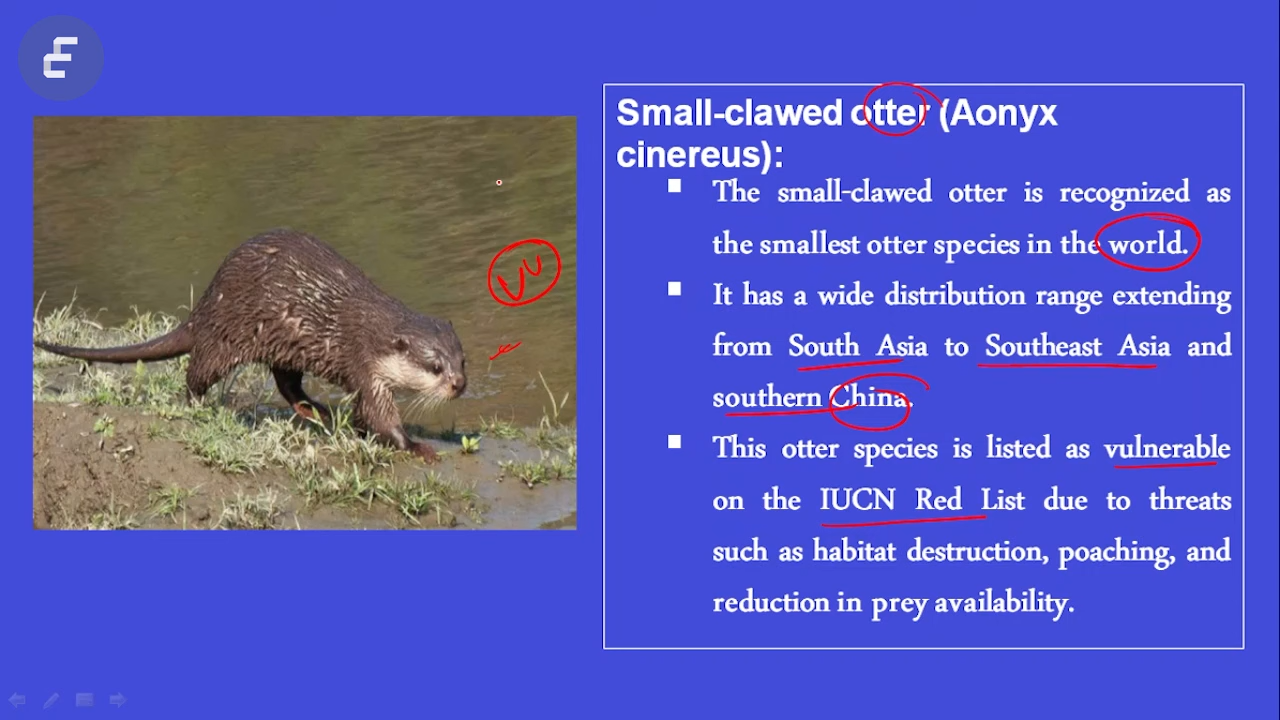 Small-clawed otter (Aonyx
cinereus):
The small-clawed otter is recognized as
the smallest otter species in the world.
It has a wide distribution range extending
from South Asia to Southeast Asia and
southern China.
This otter species is listed as vulnerable
on the IUCN Red List due to threats
such as habitat destruction, poaching, and
reduction in prey availability.
VU